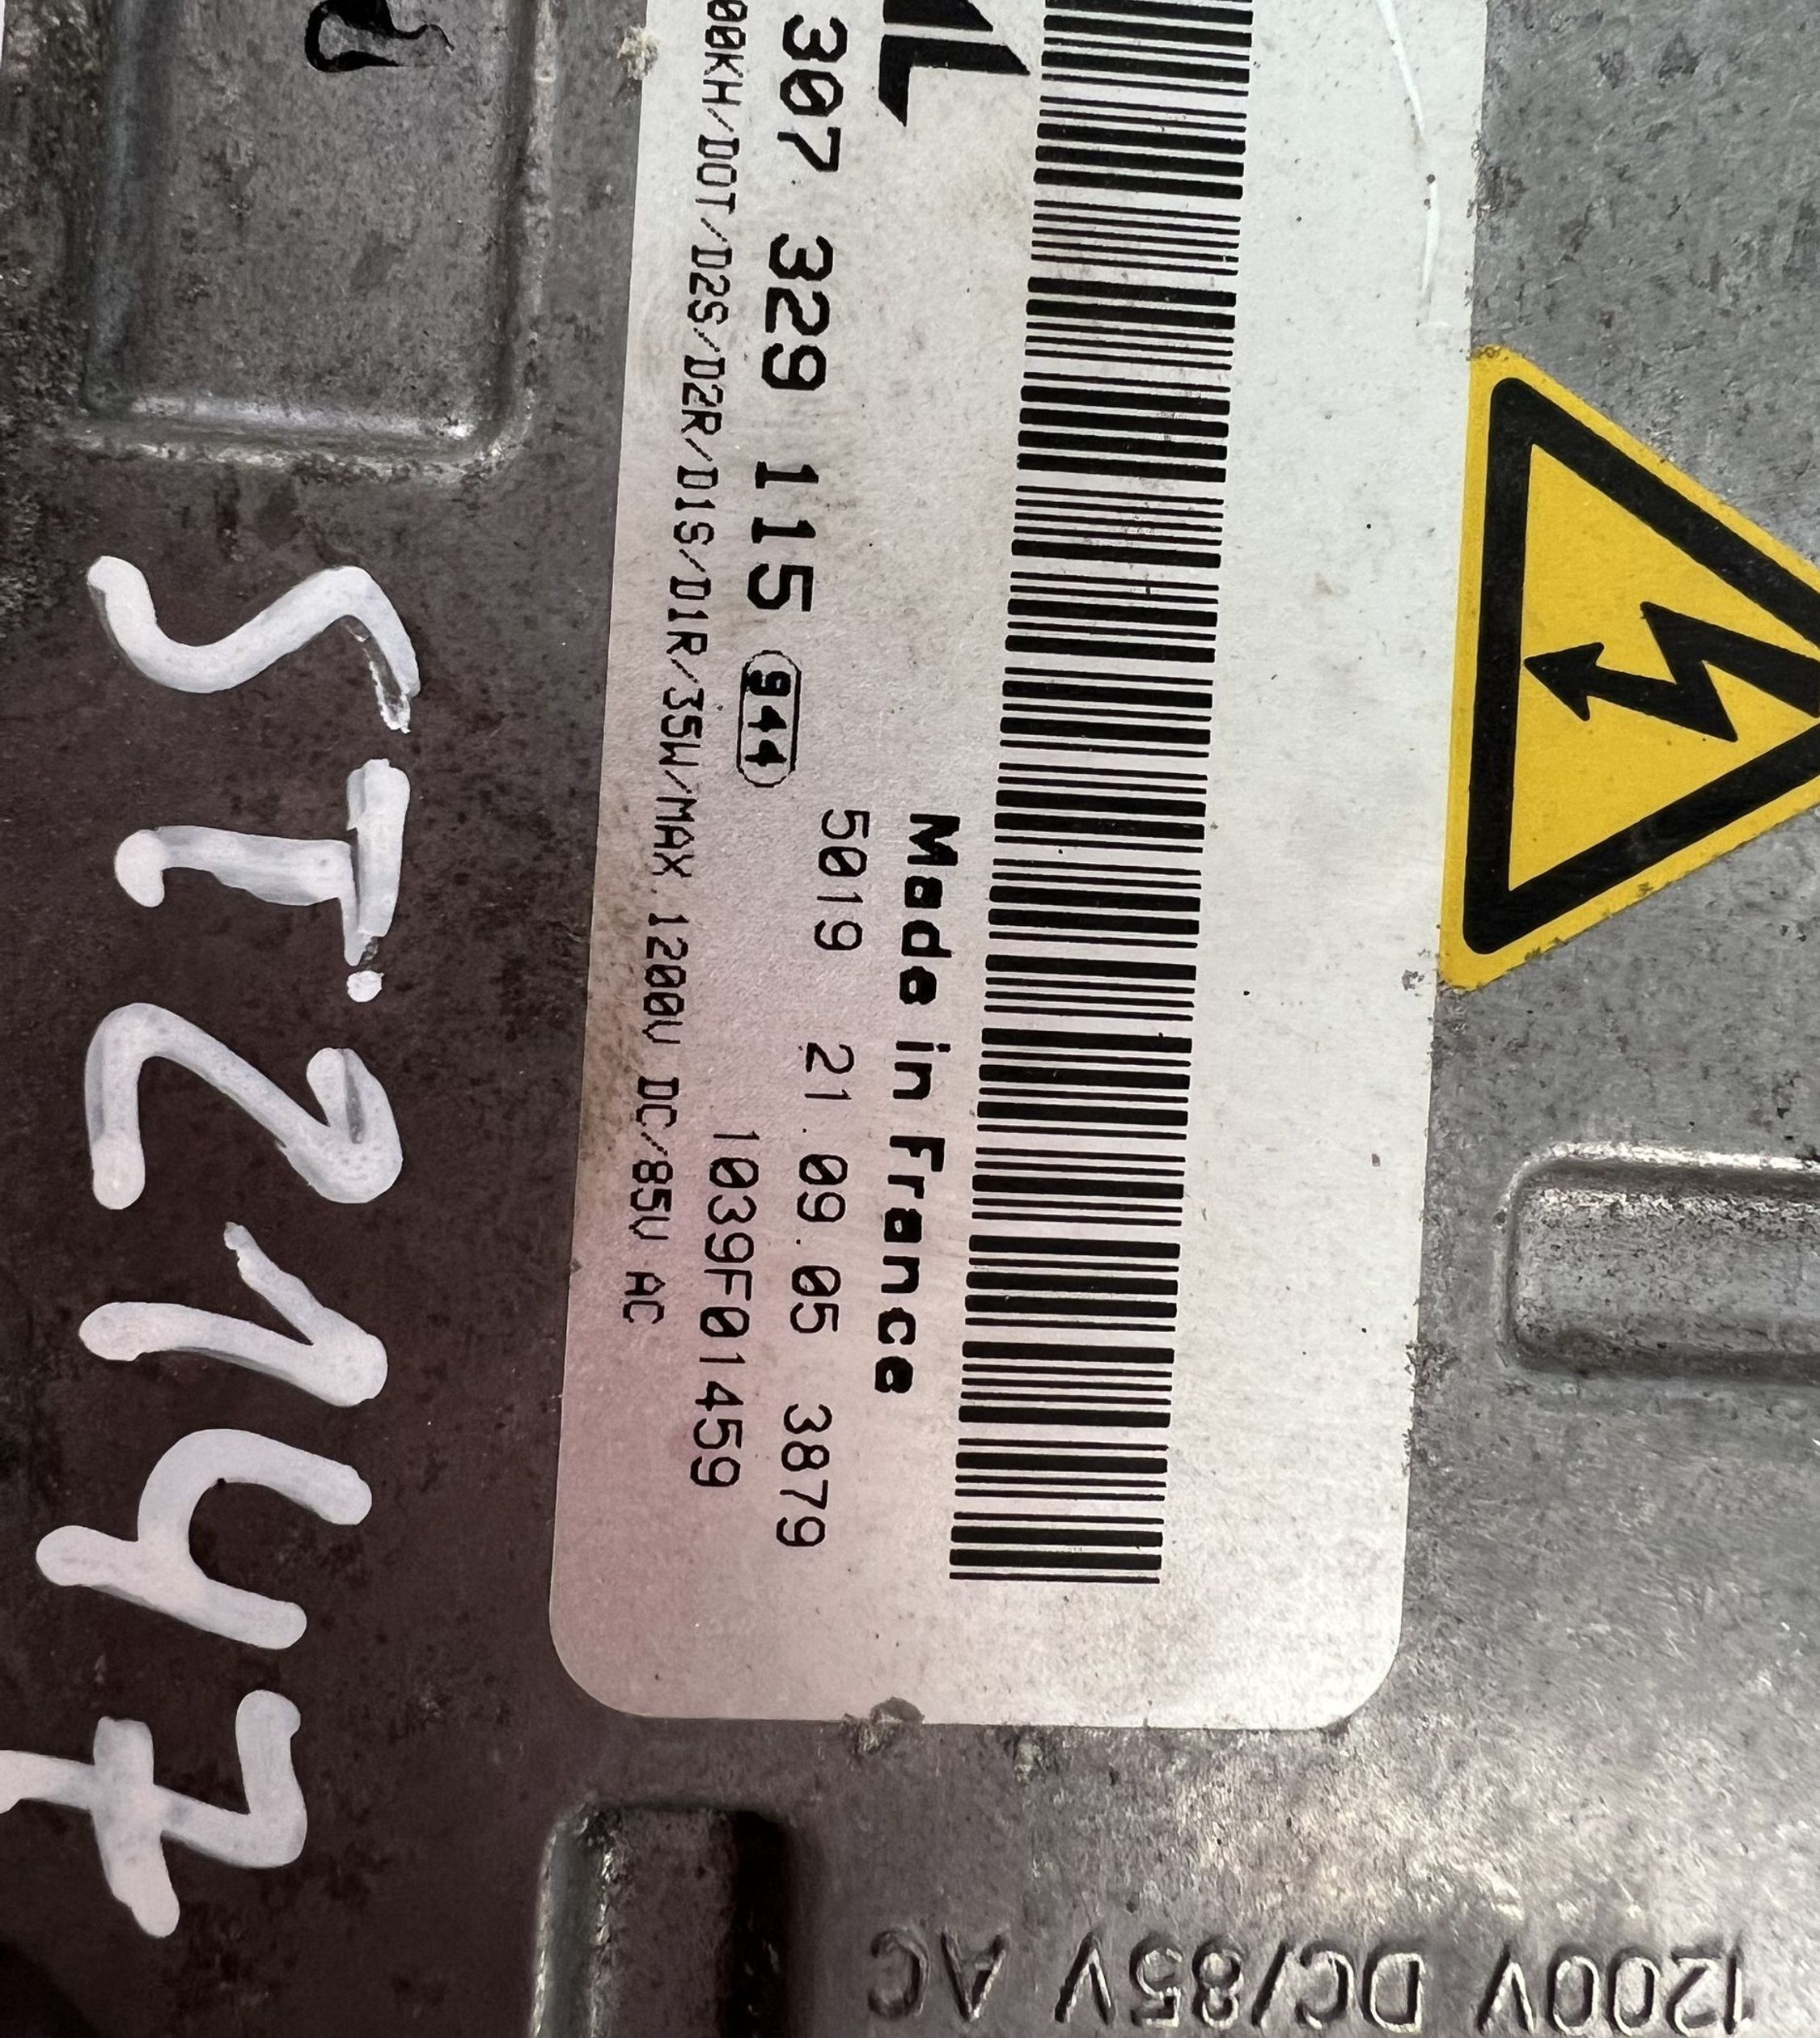 Made in France
5019 21.09.05 3879
307 329 115 944
1039F01459
00KH/DOT/D2S/D2R/D1S/D1R/35W/MAX.1200V DC/85V AC
ST2147
1200V DC/85V AC